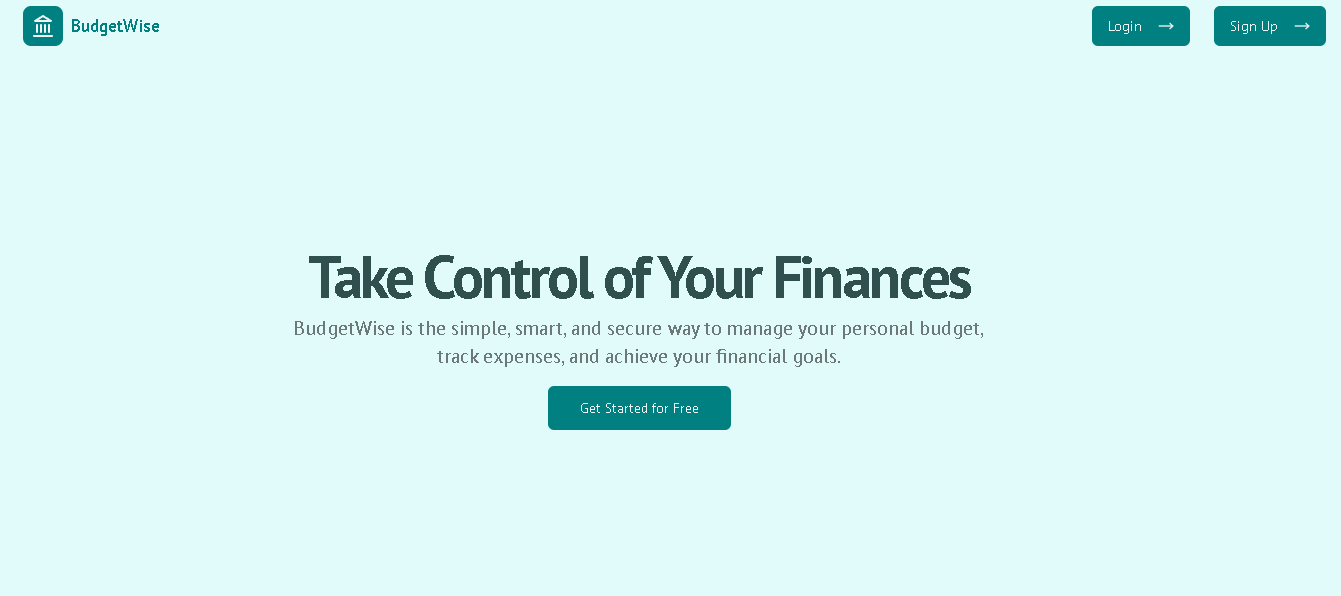 BudgetWise
Login
Sign Up
Take Control of Your Finances
BudgetWise is the simple, smart, and secure way to manage your personal budget,
track expenses, and achieve your financial goals.
Get Started for Free